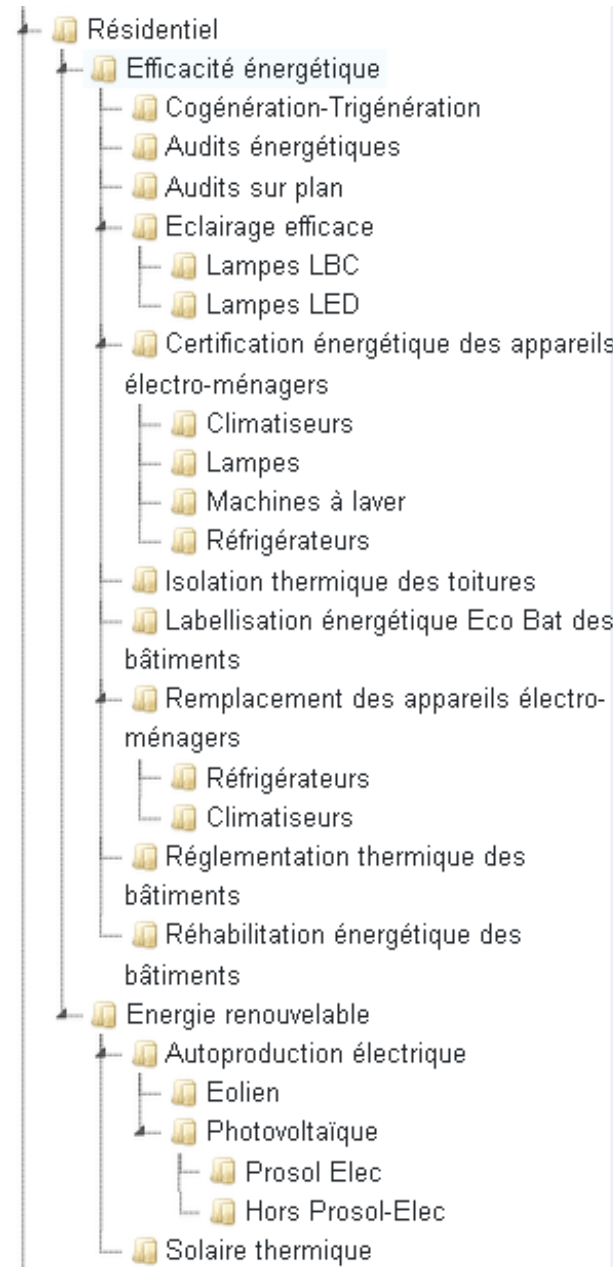 Résidentiel
Efficacité énergétique
Cogénération-Trigénération
Audits énergétiques
Audits sur plan
Eclairage efficace
Lampes LBC
Lampes LED
Certification énergétique des appareils
électro-ménagers
Climatiseurs
Lampes
Machines à laver
Réfrigérateurs
Isolation thermique des toitures
Labellisation énergétique Eco Bat des
bâtiments
Remplacement des appareils électro-
ménagers
Réfrigérateurs
Climatiseurs
Réglementation thermique des
bâtiments
Réhabilitation énergétique des
bâtiments
Energie renouvelable
Autoproduction électrique
Eolien
Photovoltaïque
Prosol Elec
Hors Prosol-Elec
Solaire thermique